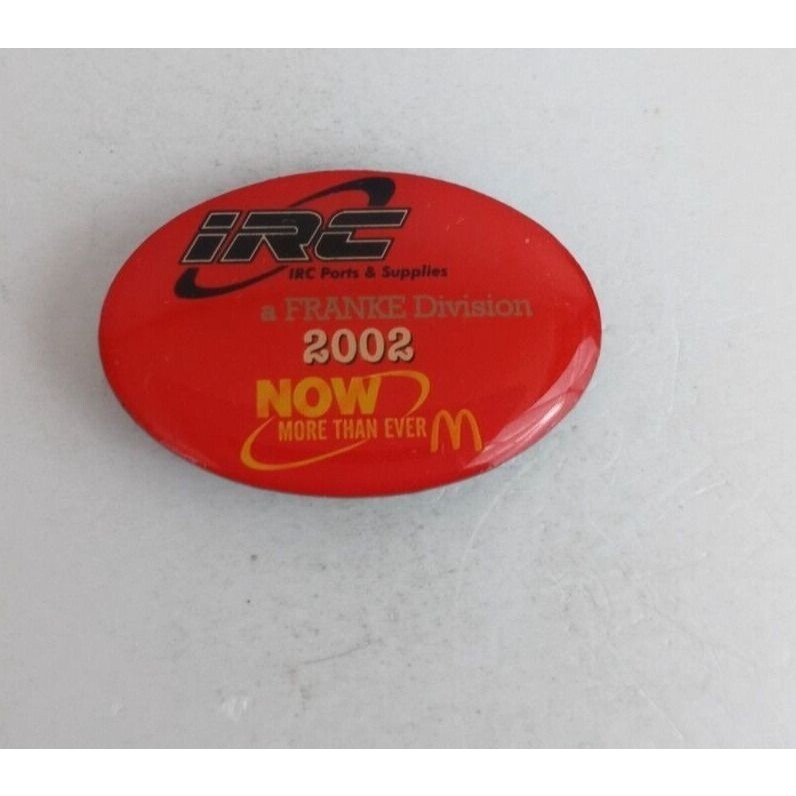 IRC
IRC Parts & Supplies
a FRANKE Division
2002
NOW
MORE THAN EVER M